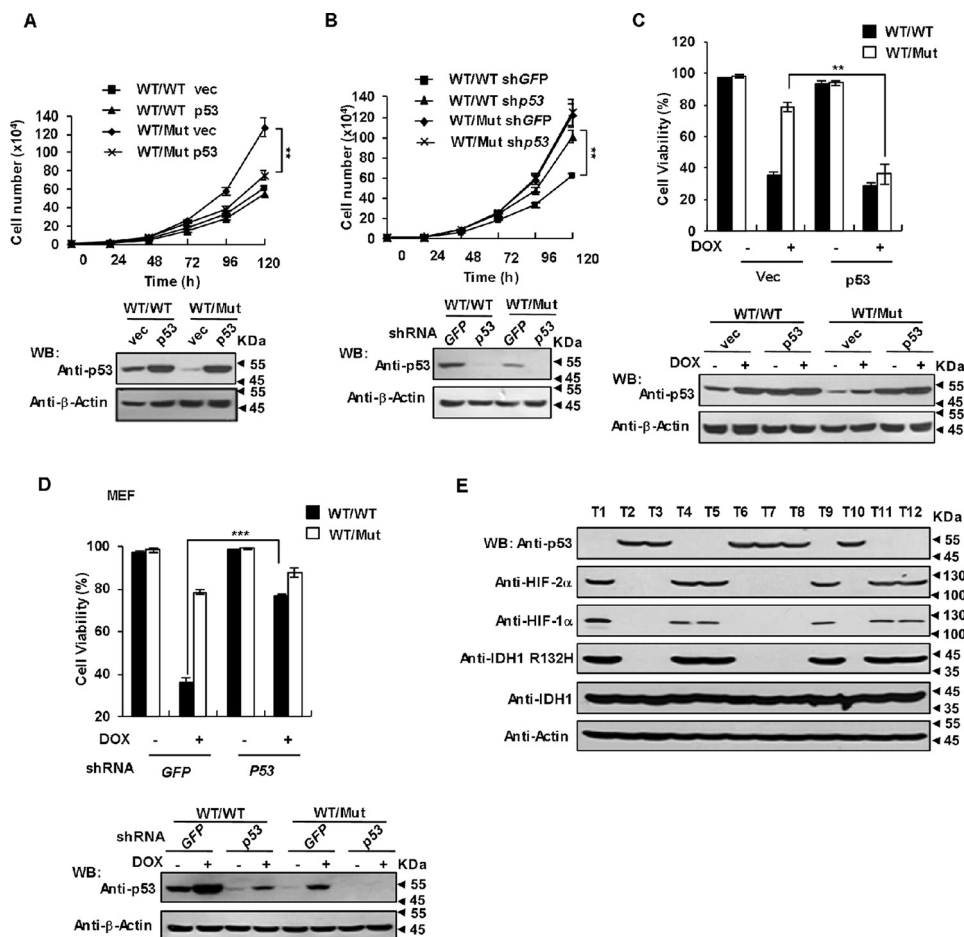 A
WT/WT vec
WT/WT p53
WT/Mut vec
WT/Mut p53
Cell number (x10⁴)
140
120
100
80
60
40
20
0
**
0 24 48 72 96 120
Time (h)
WT/WT WT/Mut
vec p53 vec p53 KDa
WB:
Anti-p53
55
45
Anti-β-Actin
55
45
B
WT/WT shGFP
WT/WT shp53
WT/Mut shGFP
WT/Mut shp53
Cell number (x10⁴)
140
120
100
80
60
40
20
0
**
0 24 48 72 96 120
Time (h)
WT/WT WT/Mut
shRNA GFP p53 GFP p53 KDa
WB:
Anti-p53
55
45
Anti-β-Actin
55
45
C
WT/WT
WT/Mut
Cell Viability (%)
120
100
80
60
40
20
0
**
DOX - + - +
Vec p53
WT/WT WT/Mut
vec p53 vec p53
DOX - + - + - + - + KDa
WB:
Anti-p53
55
45
Anti-β-Actin
55
45
D
MEF
WT/WT
WT/Mut
Cell Viability (%)
100
80
60
40
20
***
DOX - + - +
shRNA GFP P53
WT/WT WT/Mut
shRNA GFP p53 GFP p53
DOX - + - + - + - + KDa
WB:
Anti-p53
55
45
Anti-β-Actin
55
45
E
T1 T2 T3 T4 T5 T6 T7 T8 T9 T10 T11 T12 KDa
WB: Anti-p53
55
45
Anti-HIF-2α
130
100
Anti-HIF-1α
130
100
Anti-IDH1 R132H
45
35
Anti-IDH1
45
35
Anti-Actin
55
45